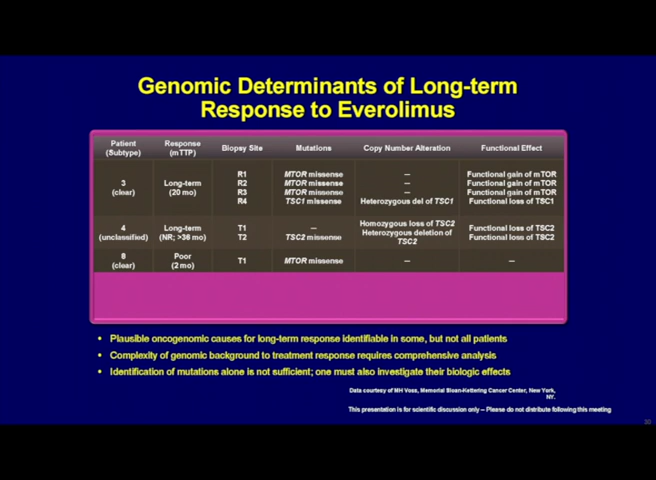 Genomic Determinants of Long-term
Response to Everolimus
Patient (Subtype) Response (mTTP) Biopsy Site Mutations Copy Number Alteration Functional Effect
3 (clear) Long-term (20 mo)
R1 MTOR missense — Functional gain of mTOR
R2 MTOR missense — Functional gain of mTOR
R3 MTOR missense — Functional gain of mTOR
R4 TSC1 missense Heterozygous del of TSC1 Functional loss of TSC1
4 (unclassified) Long-term (NR; >36 mo)
T1 — Homozygous loss of TSC2 Functional loss of TSC2
T2 TSC2 missense Heterozygous deletion of TSC2 Functional loss of TSC2
(clear) Poor (2 mo) T1 MTOR missense — —
• Plausible oncogenomic causes for long-term response identifiable in some, but not all patients
• Complexity of genomic background to treatment response requires comprehensive analysis
• Identification of mutations alone is not sufficient; one must also investigate their biologic effects
Data courtesy of MH Voss, Memorial Sloan-Kettering Cancer Center, New York,
NY.
This presentation is for scientific discussion only – Please do not distribute following this meeting